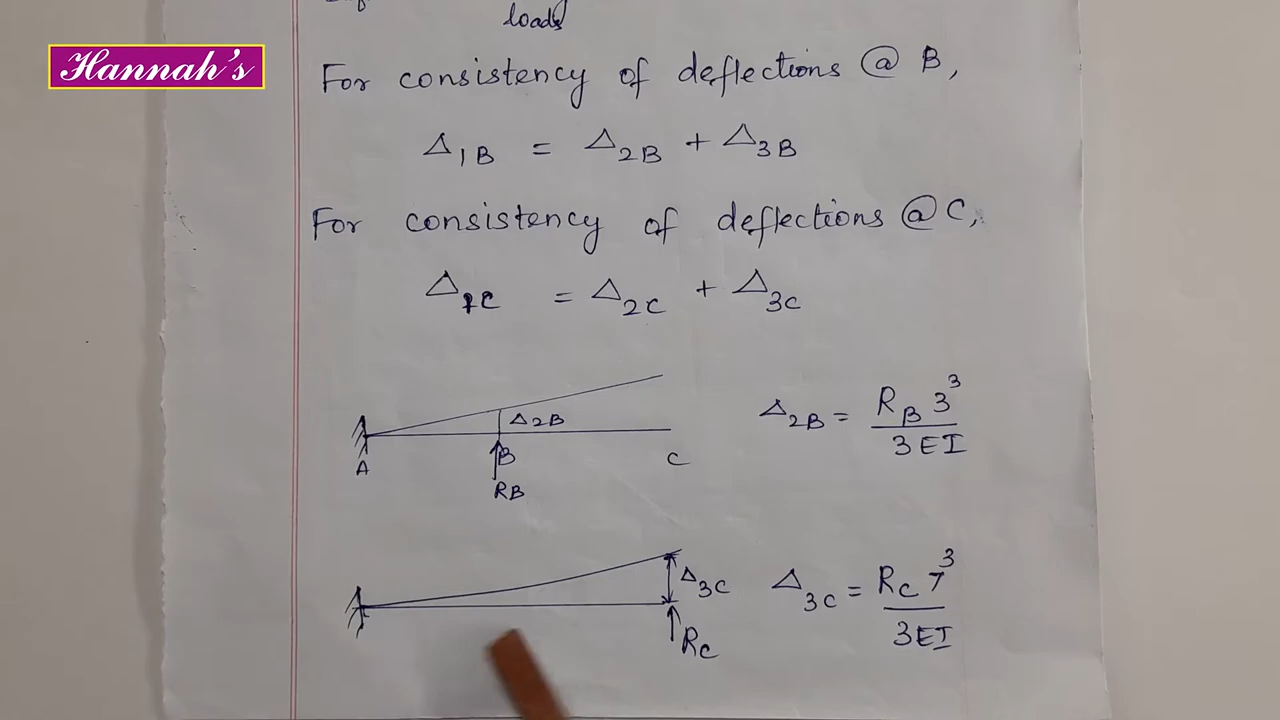 Hannah's
loads
For consistency of deflections @ B,
Δ1B = Δ2B + Δ3B
For consistency of deflections @ C,
Δ1C = Δ2C + Δ3C
Δ2B
A
B
C
RB
Δ2B = RB 3³ / 3EI
Δ3C
RC
Δ3C = RC 7³ / 3EI